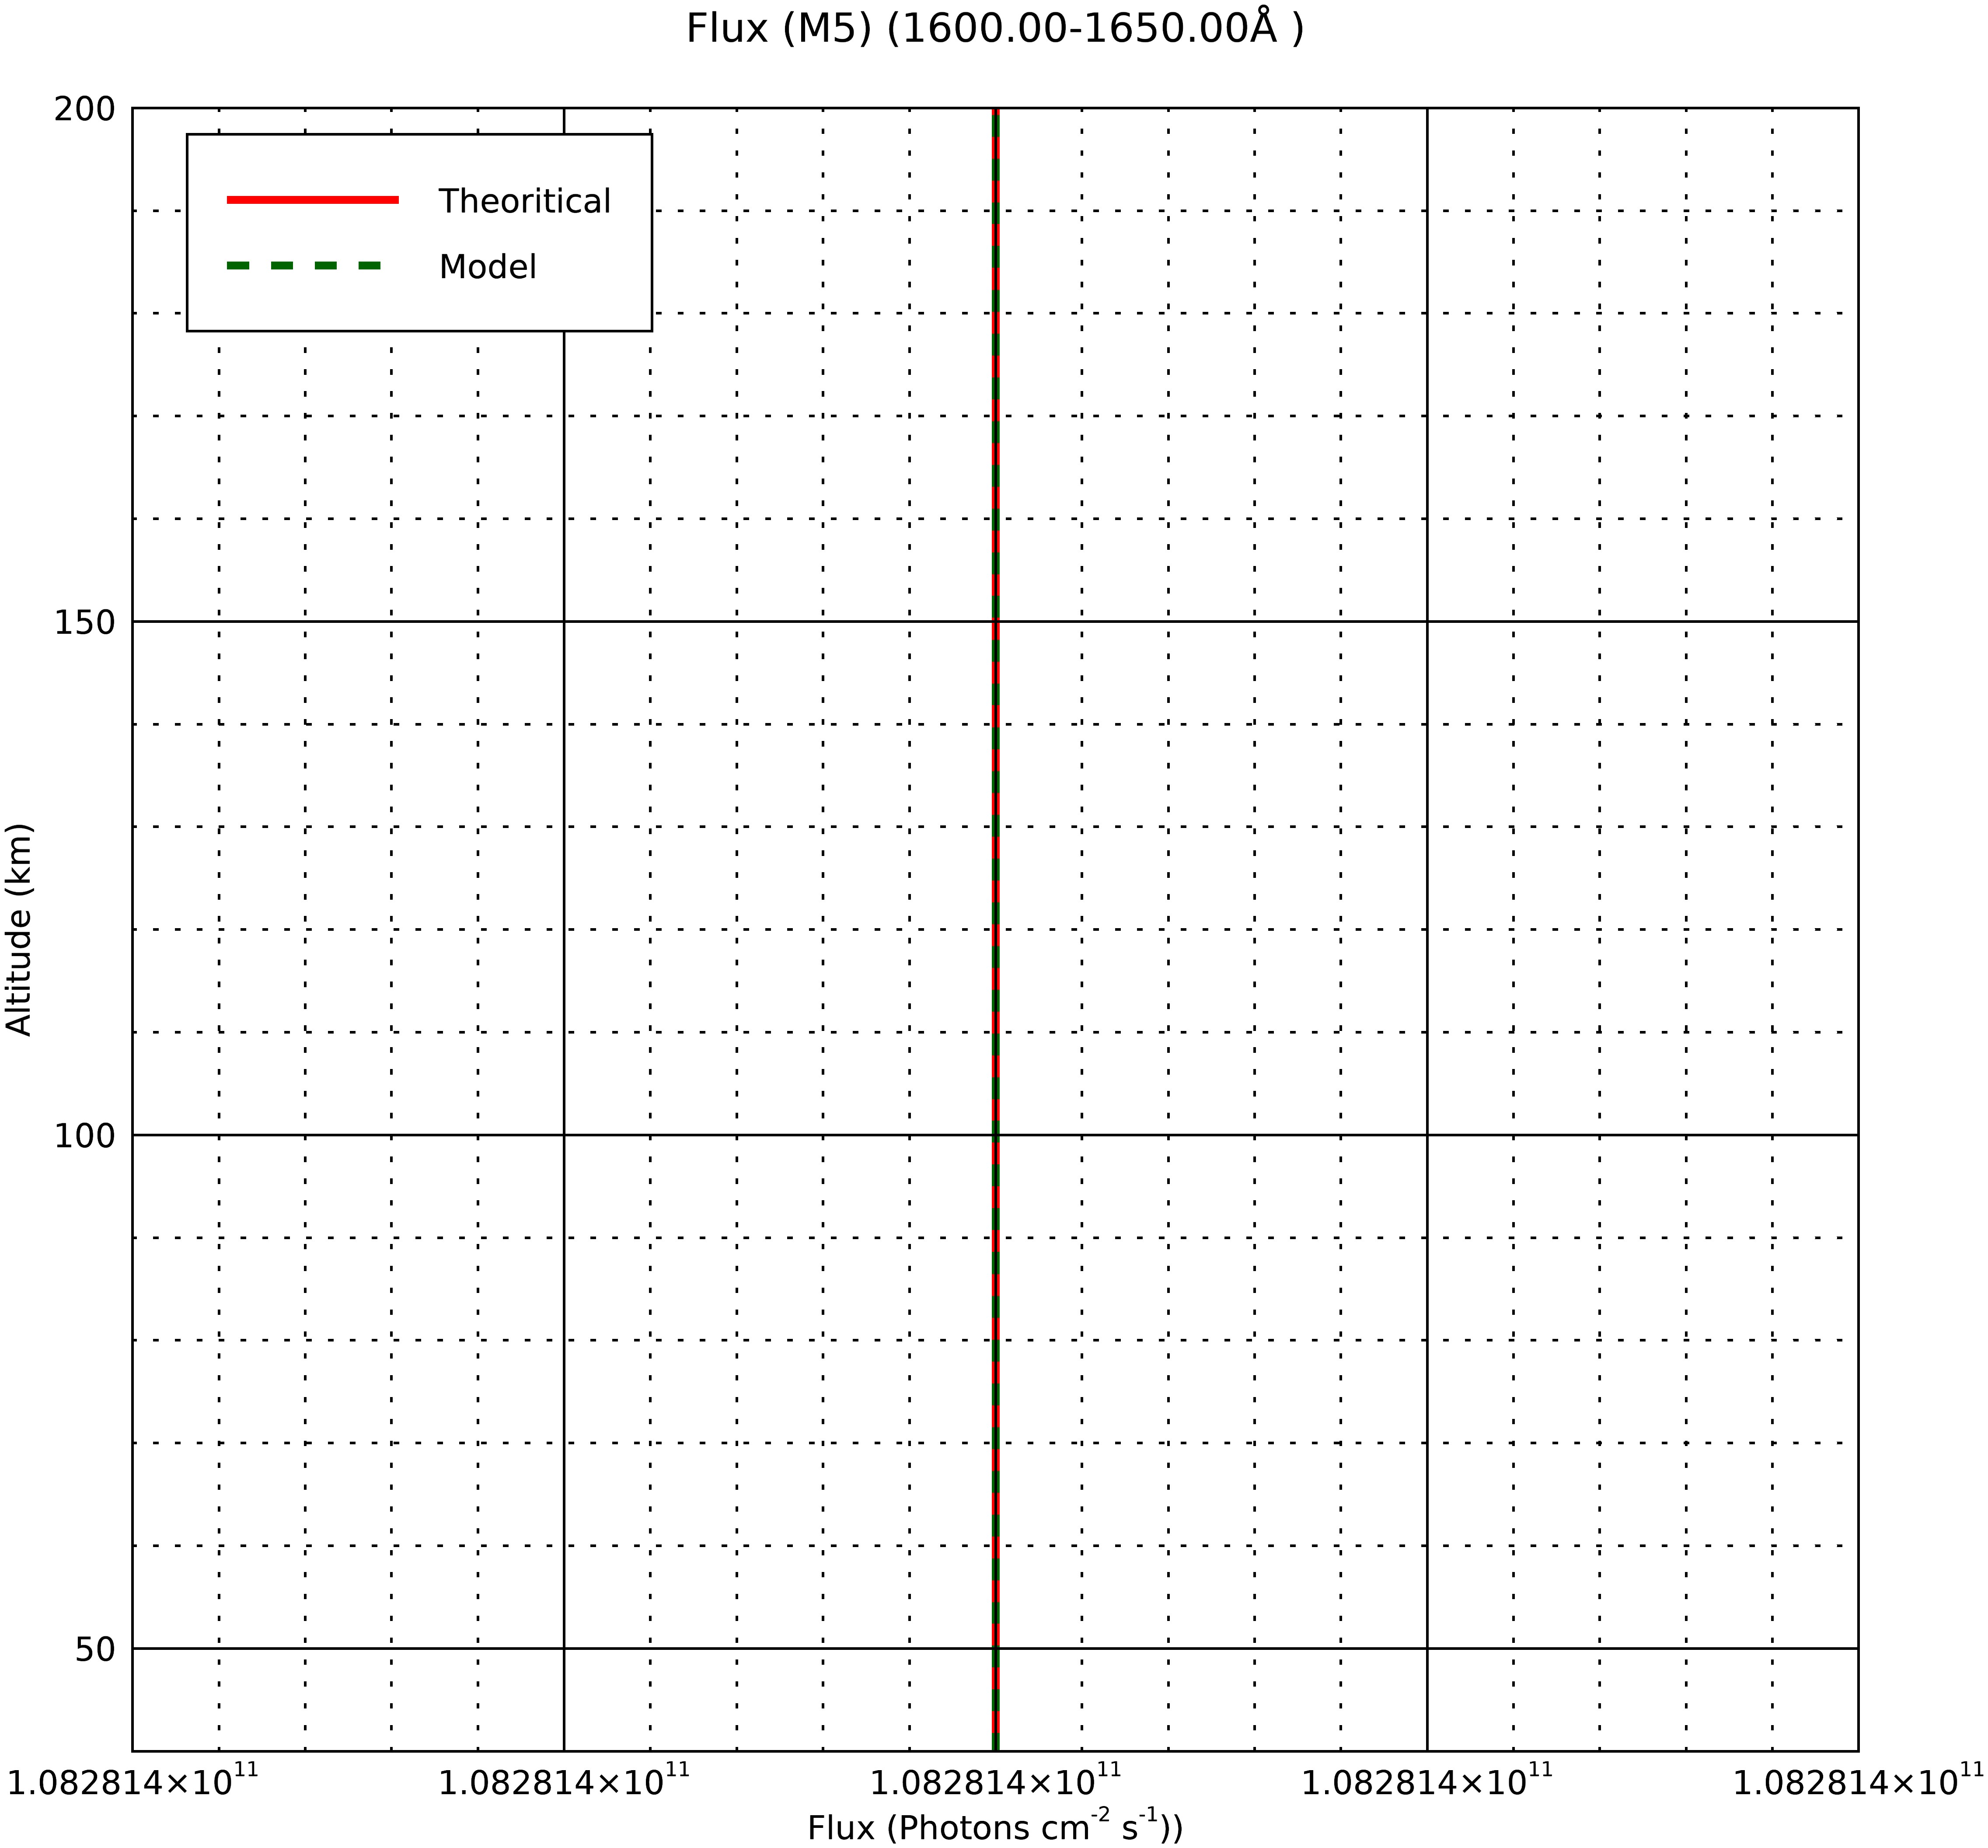 Flux (M5) (1600.00-1650.00Å )
200
Theoritical
Model
150
100
50
Altitude (km)
1.082814×10¹¹ 1.082814×10¹¹ 1.082814×10¹¹ 1.082814×10¹¹ 1.082814×10¹¹
Flux (Photons cm⁻² s⁻¹))